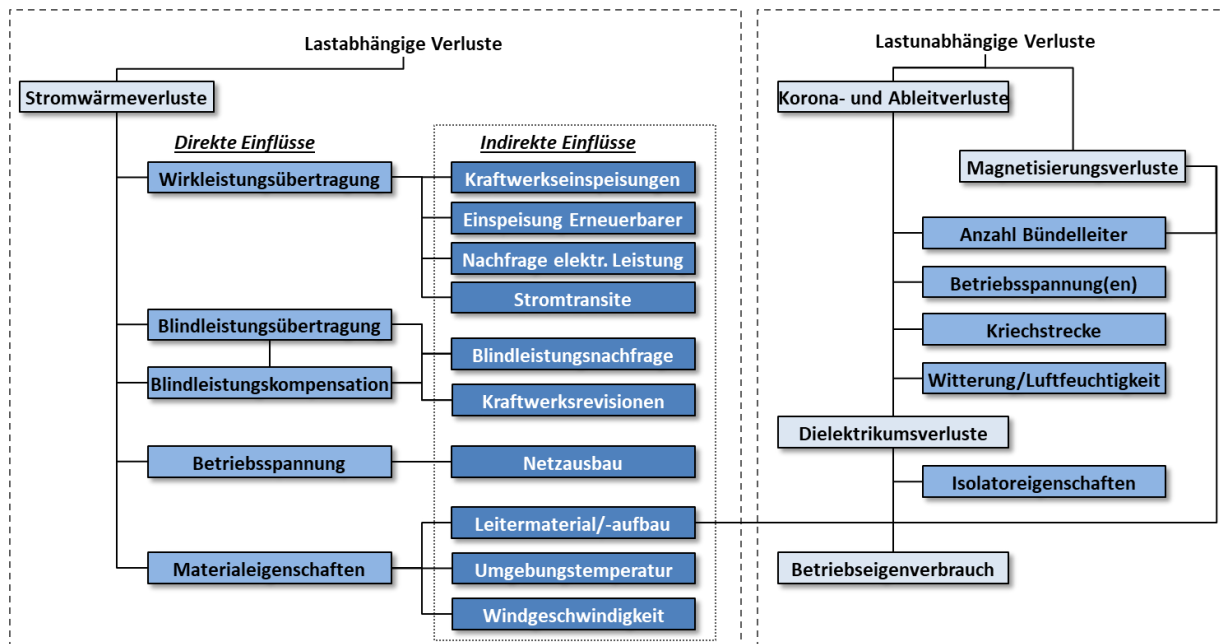 Lastabhängige Verluste
Stromwärmeverluste
Direkte Einflüsse
Indirekte Einflüsse
Wirkleistungsübertragung
Kraftwerkseinspeisungen
Einspeisung Erneuerbarer
Nachfrage elektr. Leistung
Stromtransite
Blindleistungsübertragung
Blindleistungsnachfrage
Blindleistungskompensation
Kraftwerksrevisionen
Betriebsspannung
Netzausbau
Leitermaterial/-aufbau
Materialeigenschaften
Umgebungstemperatur
Windgeschwindigkeit
Lastunabhängige Verluste
Korona- und Ableitverluste
Magnetisierungsverluste
Anzahl Bündelleiter
Betriebsspannung(en)
Kriechstrecke
Witterung/Luftfeuchtigkeit
Dielektrikumsverluste
Isolatoreigenschaften
Betriebseigenverbrauch